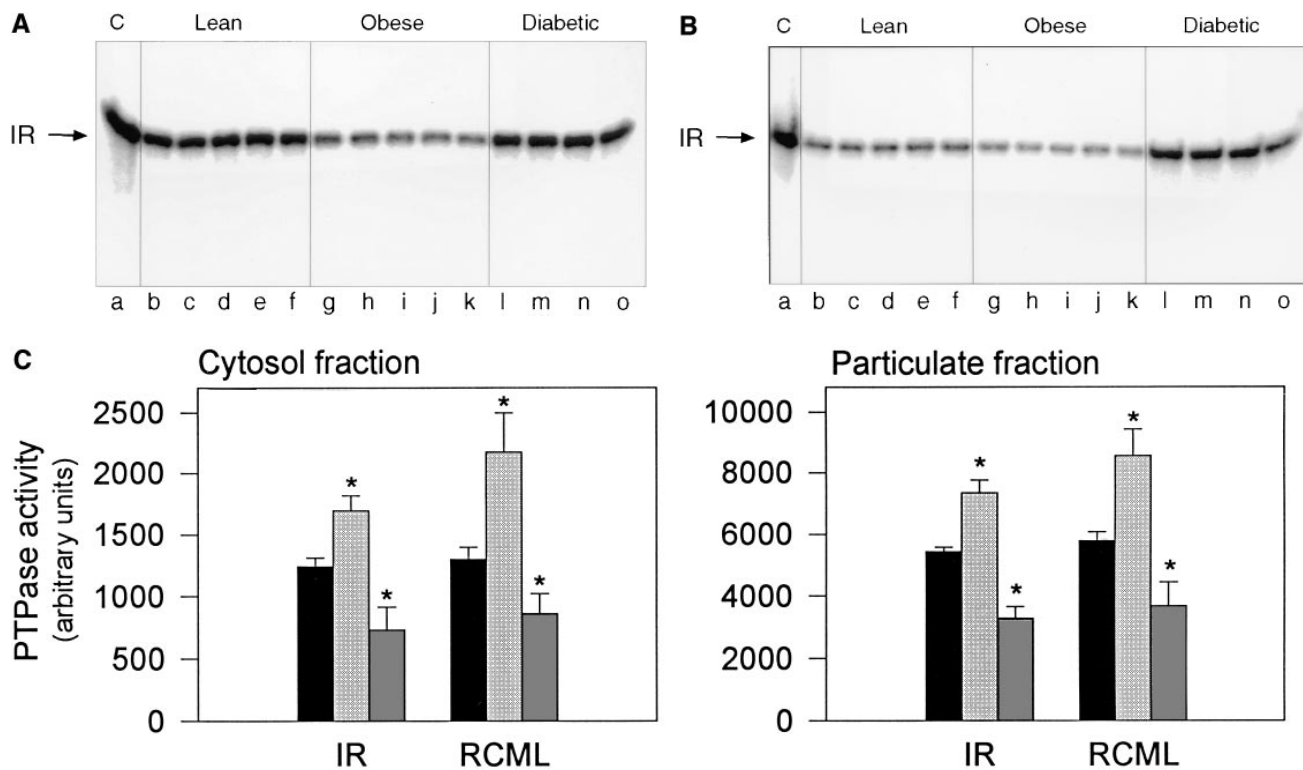 A
C Lean Obese Diabetic
IR
a b c d e f g h i j k l m n o
B
C Lean Obese Diabetic
IR
a b c d e f g h i j k l m n o
C
Cytosol fraction
PTPase activity
(arbitrary units)
2500
2000
1500
1000
500
0
* * * *
IR RCML
Particulate fraction
10000
8000
6000
4000
2000
0
* * * *
IR RCML